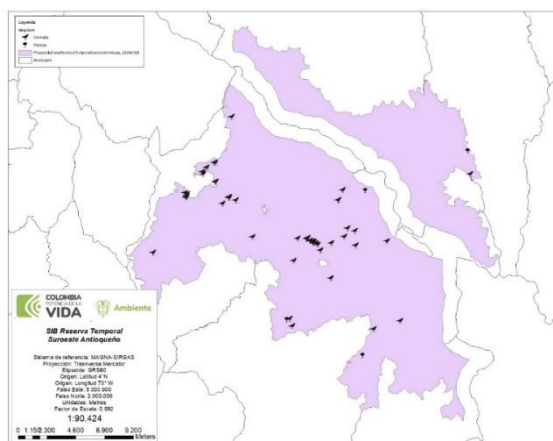 Leyenda
Animalia
Plantae
Municipios
COLOMBIA
POTENCIA DE LA
VIDA
Ambiente
SIB Reserva Temporal
Suroeste Antioqueño
Sistema de referencia: MAGNA-SIRGAS
Proyección: Trasnversa Mercator
Elipsoide: GRS80
Origen: Latitud 4° N
Origen: Longitud 73° W
Falso Este: 5.000.000
Falso Norte: 2.000.000
Unidades: Metros
Factor de Escala: 0.992
1:90.424
0 1.150 2.300 4.600 6.900 9.200
Meters